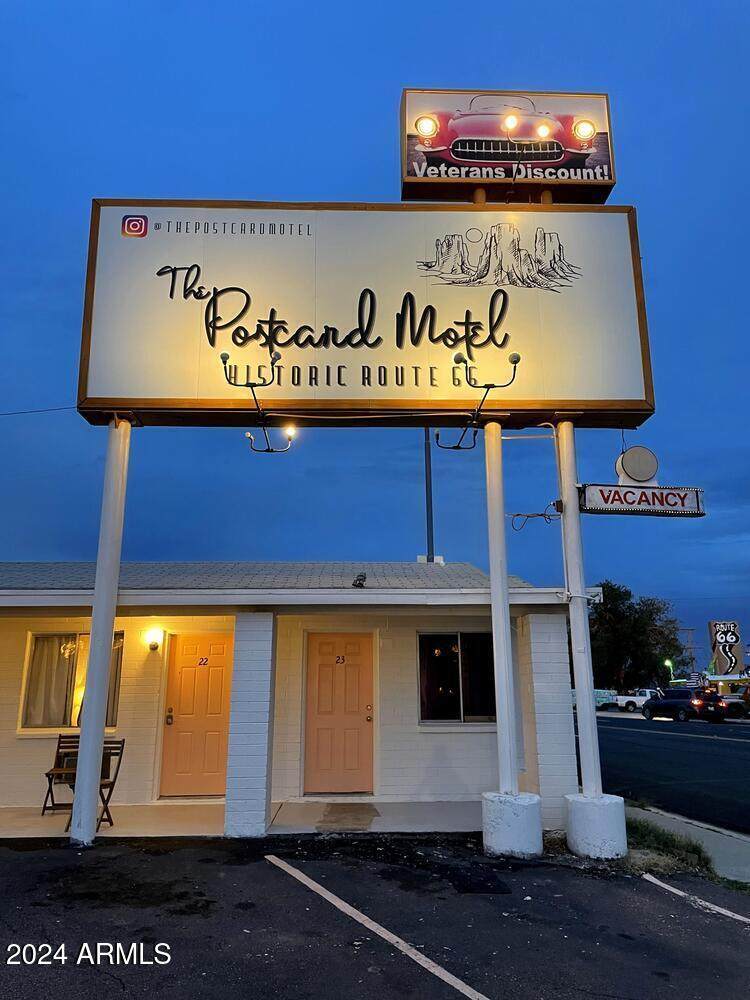 Veterans Discount!
@THEPOSTCARDMOTEL
The
Postcard Motel
HISTORIC ROUTE 66
VACANCY
ROUTE
66
22
23
2024 ARMLS